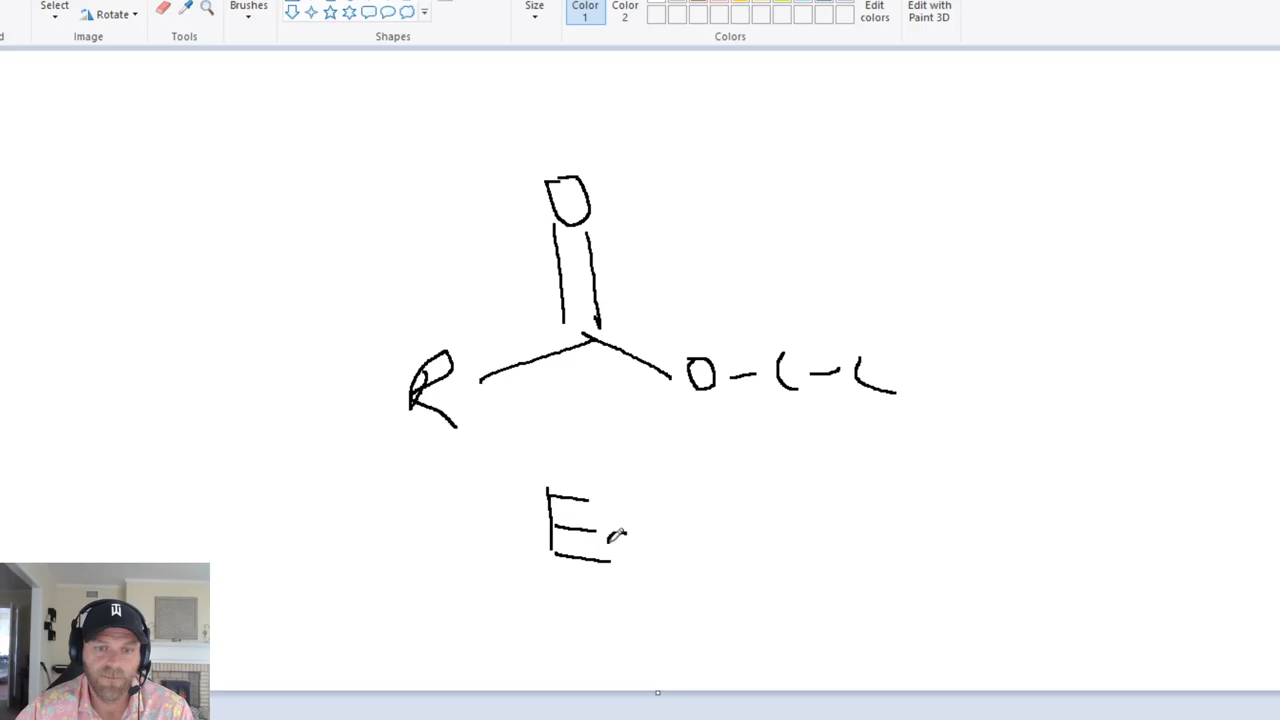 Select
Rotate
Brushes
Size
Color
1
Color
2
Edit
colors
Edit with
Paint 3D
Image
Tools
Shapes
Colors
O
R
O - C - C
E